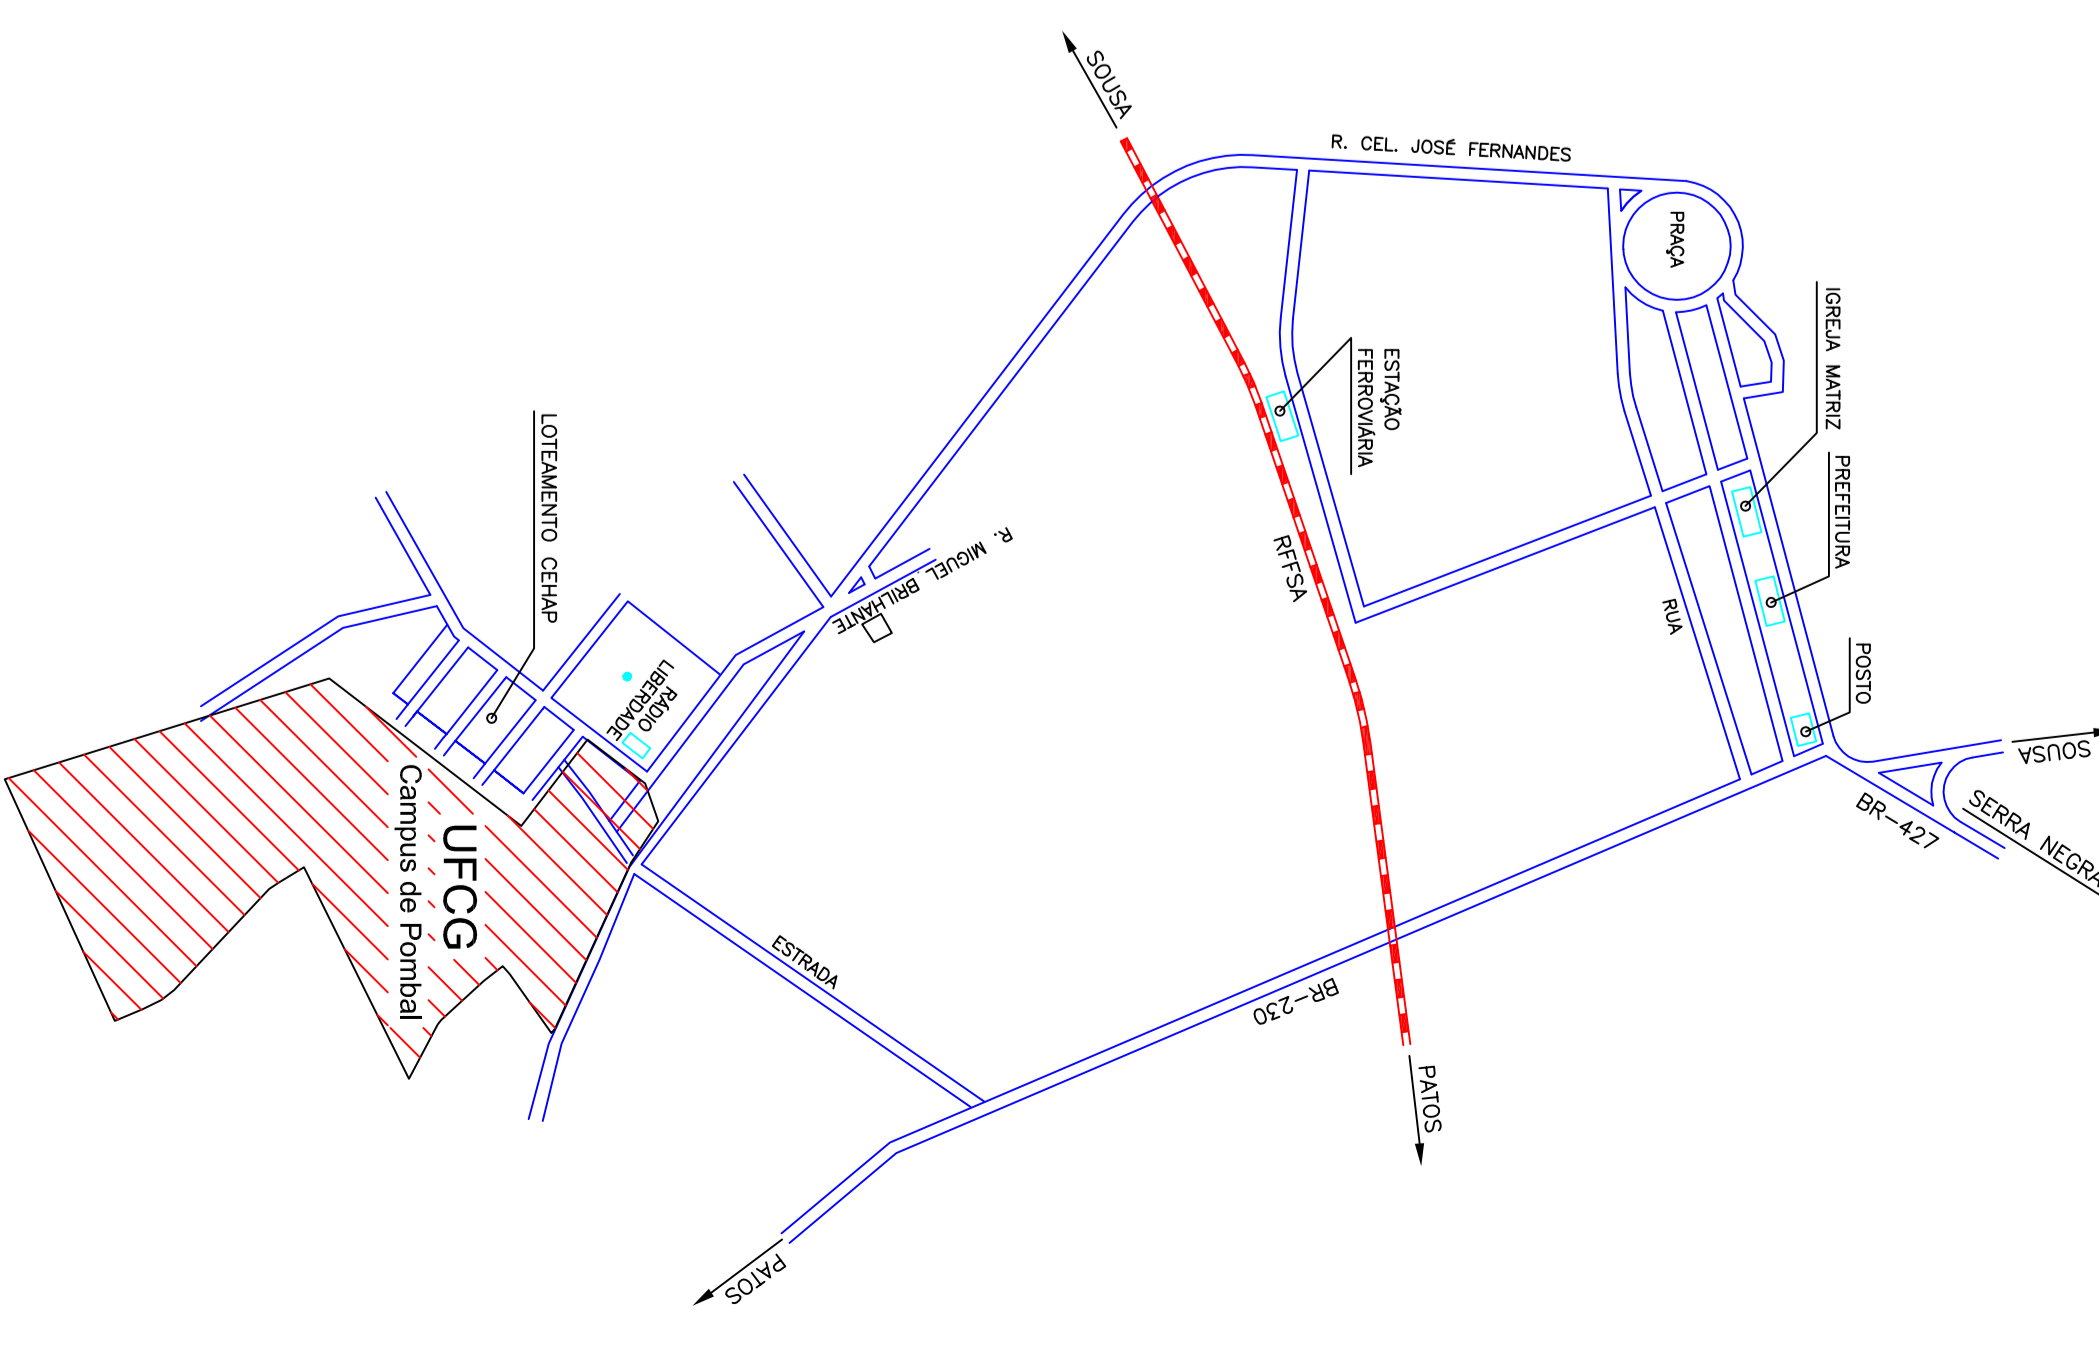 SOUSA
R. CEL. JOSÉ FERNANDES
PRAÇA
IGREJA MATRIZ
PREFEITURA
POSTO
ESTAÇÃO
FERROVIÁRIA
RFFSA
RUA
SOUSA
BR-427
SERRA NEGRA
R. MIGUEL BRILHANTE
LOTEAMENTO CEHAP
RÁDIO
LIBERDADE
UFCG
Campus de Pombal
ESTRADA
BR-230
PATOS
PATOS